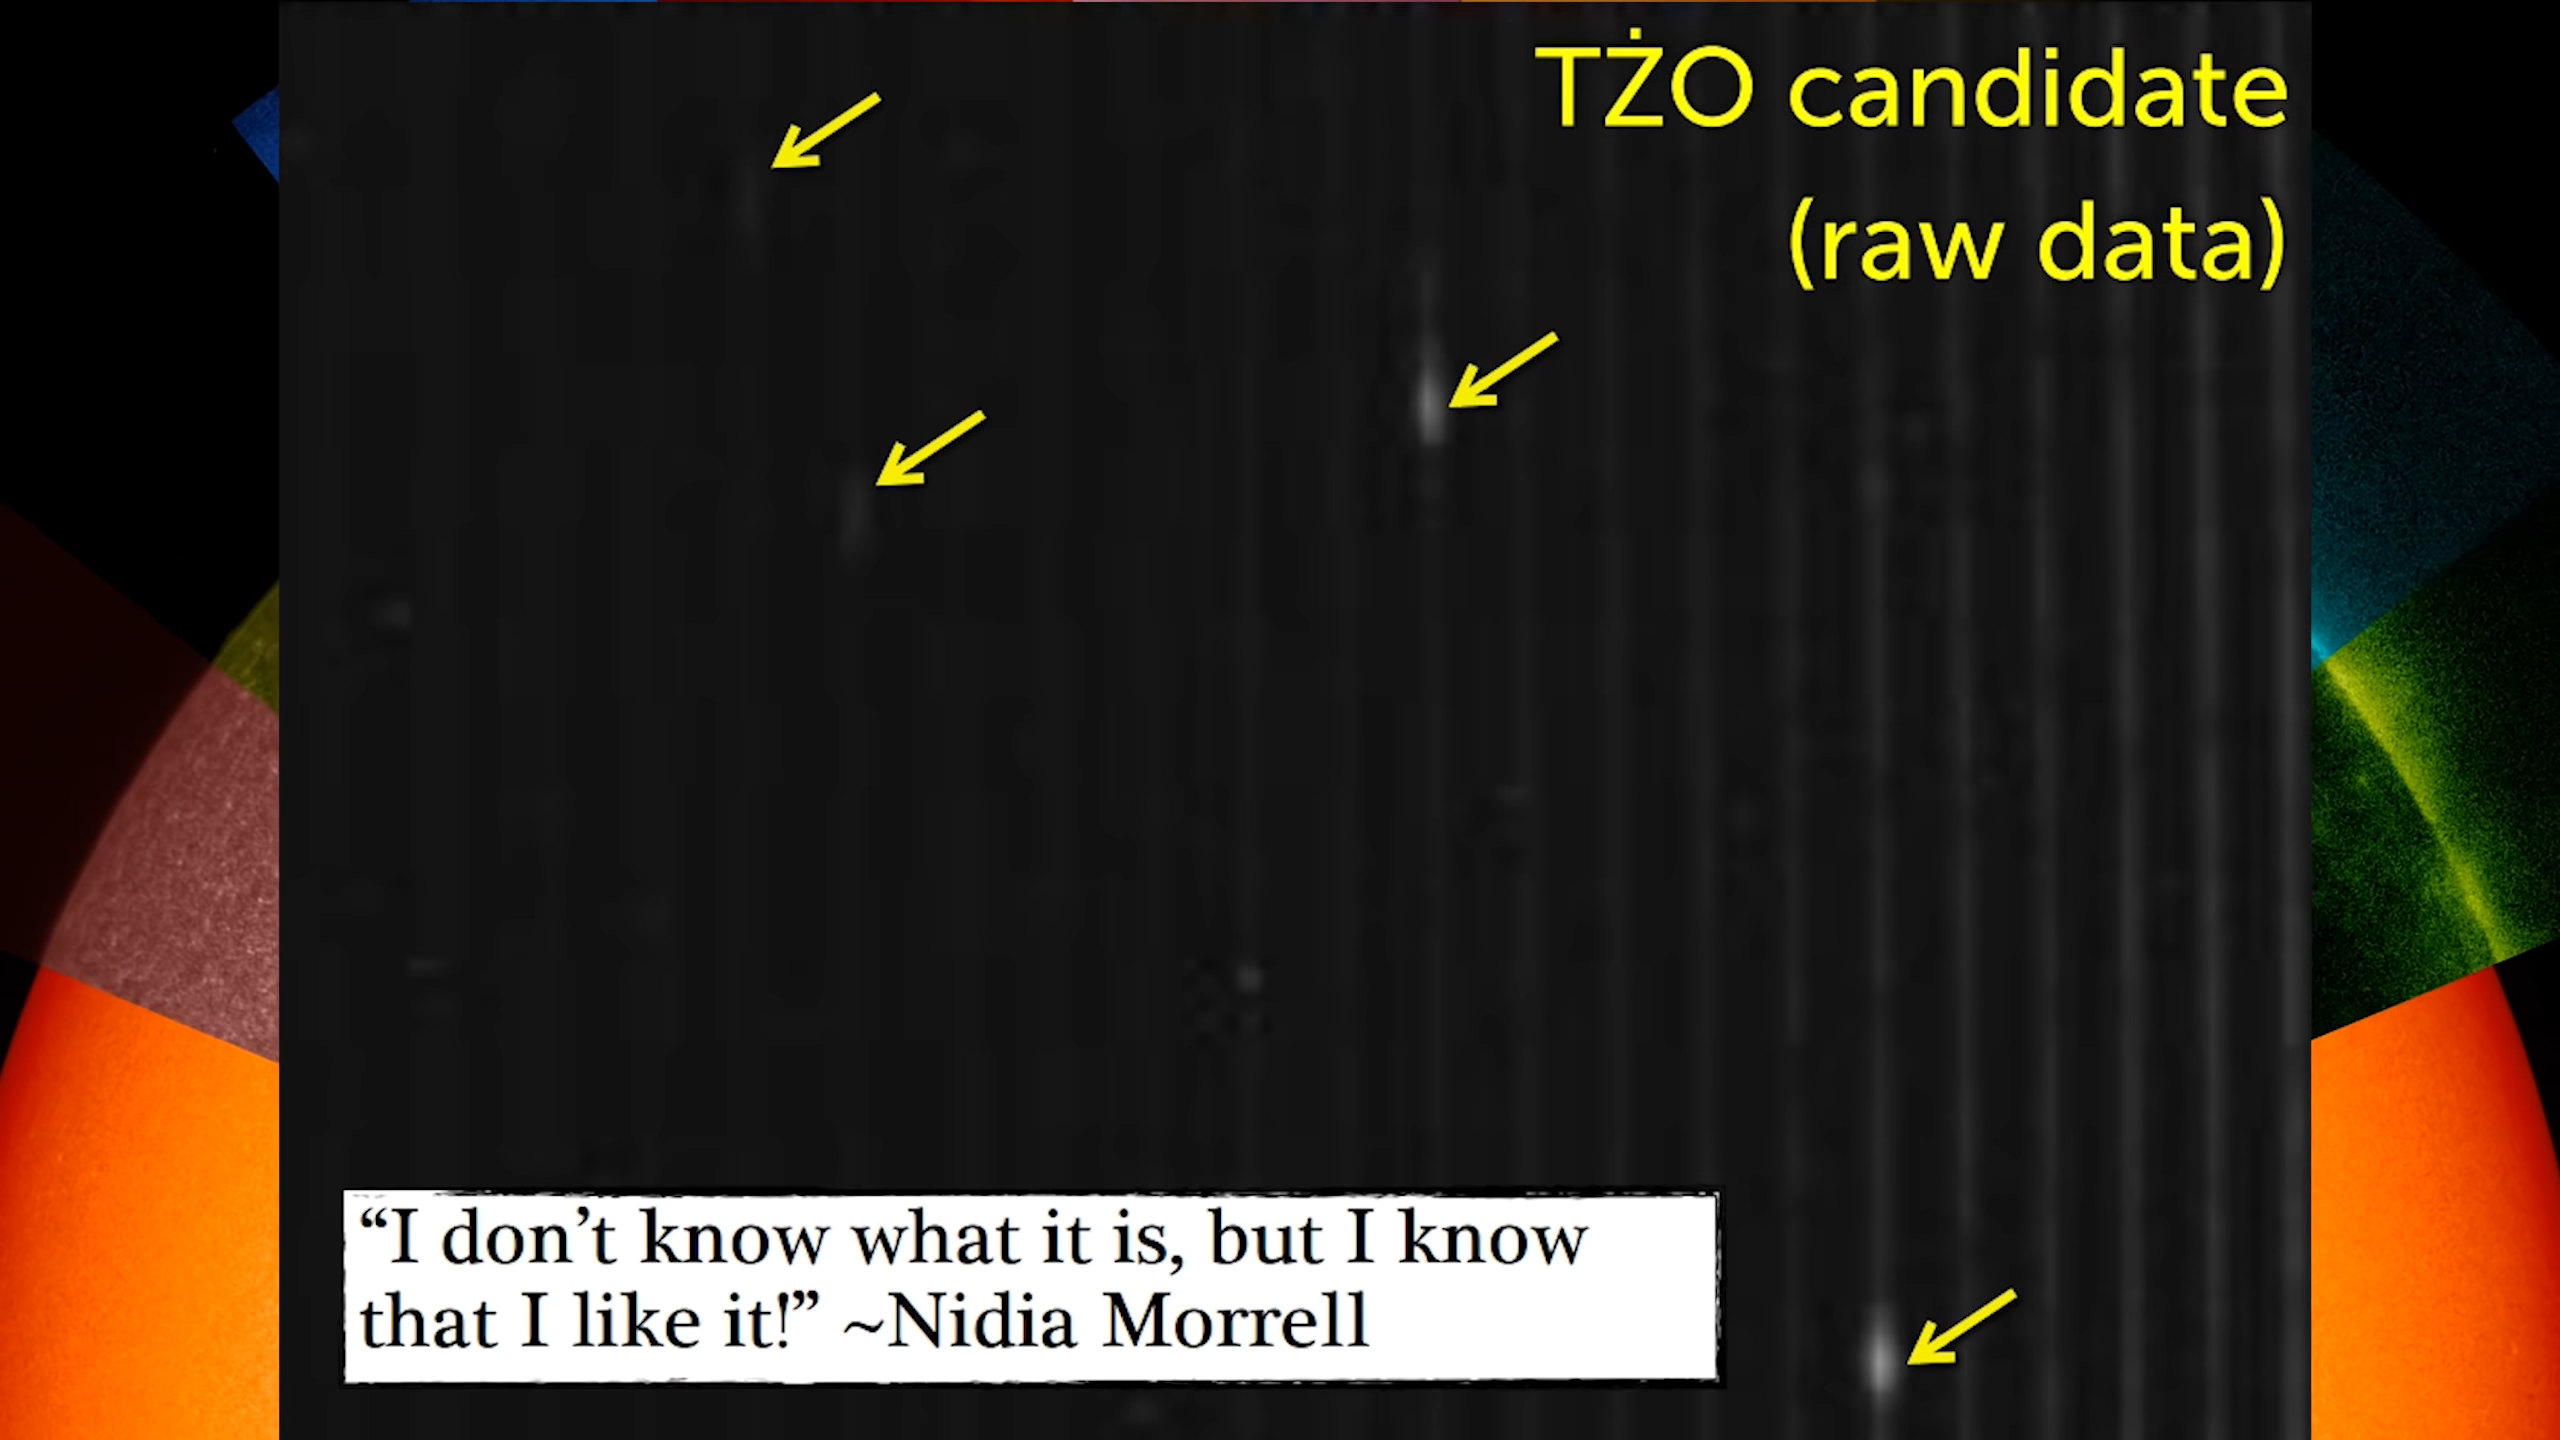 TŻO candidate
(raw data)
“I don’t know what it is, but I know
that I like it!” ~Nidia Morrell